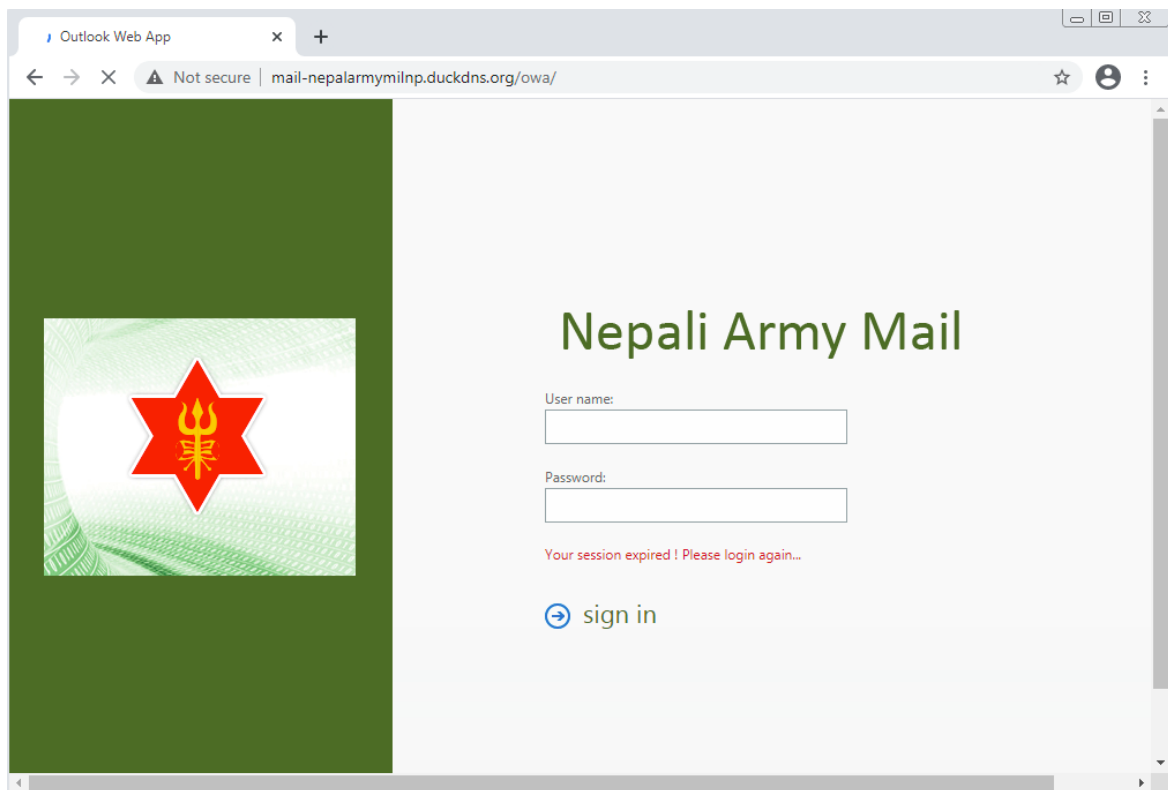 Outlook Web App
Not secure | mail-nepalarmymilnp.duckdns.org/owa/
Nepali Army Mail
User name:
Password:
Your session expired ! Please login again...
sign in